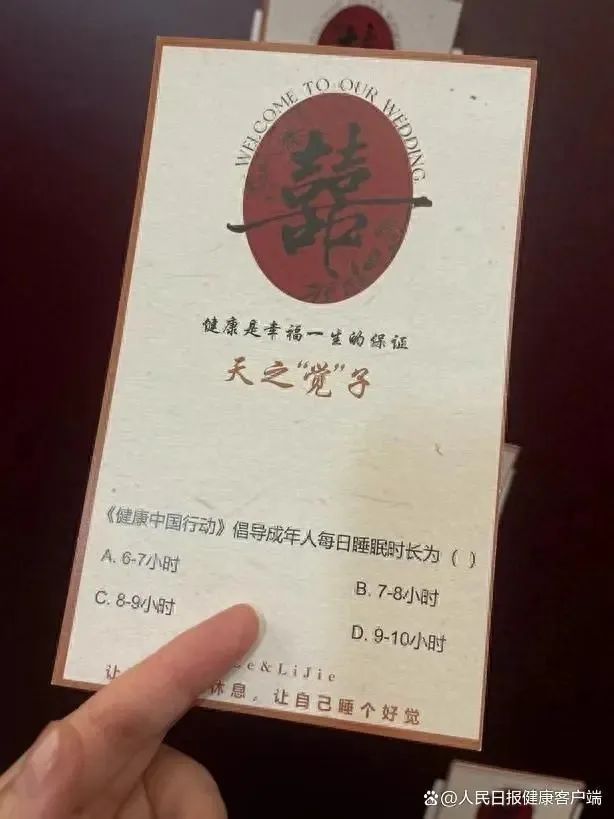 WELCOME TO OUR WEDDING
囍
健康是幸福一生的保证
天之“觉”子
《健康中国行动》倡导成年人每日睡眠时长为（ ）
A. 6-7小时
B. 7-8小时
C. 8-9小时
D. 9-10小时
e&LiJie
让 休息，让自己睡个好觉
@人民日报健康客户端